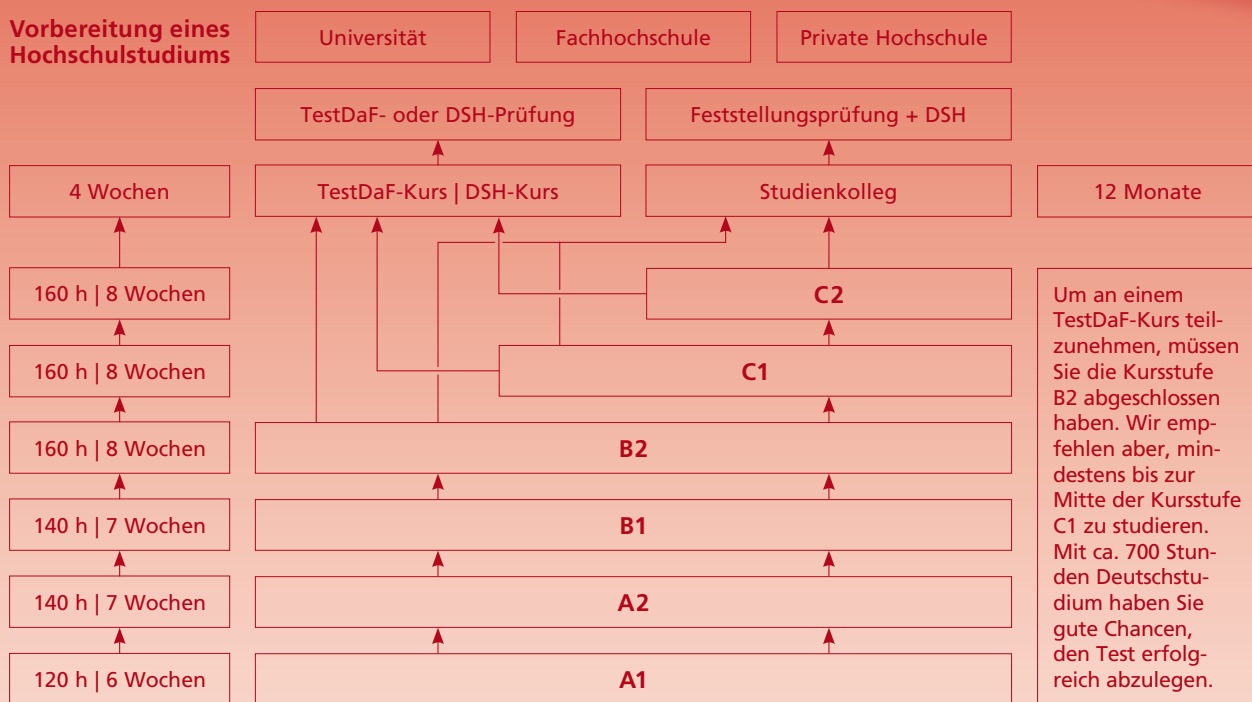 Vorbereitung eines
Hochschulstudiums
Universität
Fachhochschule
Private Hochschule
TestDaF- oder DSH-Prüfung
Feststellungsprüfung + DSH
4 Wochen
TestDaF-Kurs | DSH-Kurs
Studienkolleg
12 Monate
160 h | 8 Wochen
C2
160 h | 8 Wochen
C1
160 h | 8 Wochen
B2
140 h | 7 Wochen
B1
140 h | 7 Wochen
A2
120 h | 6 Wochen
A1
Um an einem
TestDaF-Kurs teil-
zunehmen, müssen
Sie die Kursstufe
B2 abgeschlossen
haben. Wir emp-
fehlen aber, min-
destens bis zur
Mitte der Kursstufe
C1 zu studieren.
Mit ca. 700 Stun-
den Deutschstu-
dium haben Sie
gute Chancen,
den Test erfolg-
reich abzulegen.